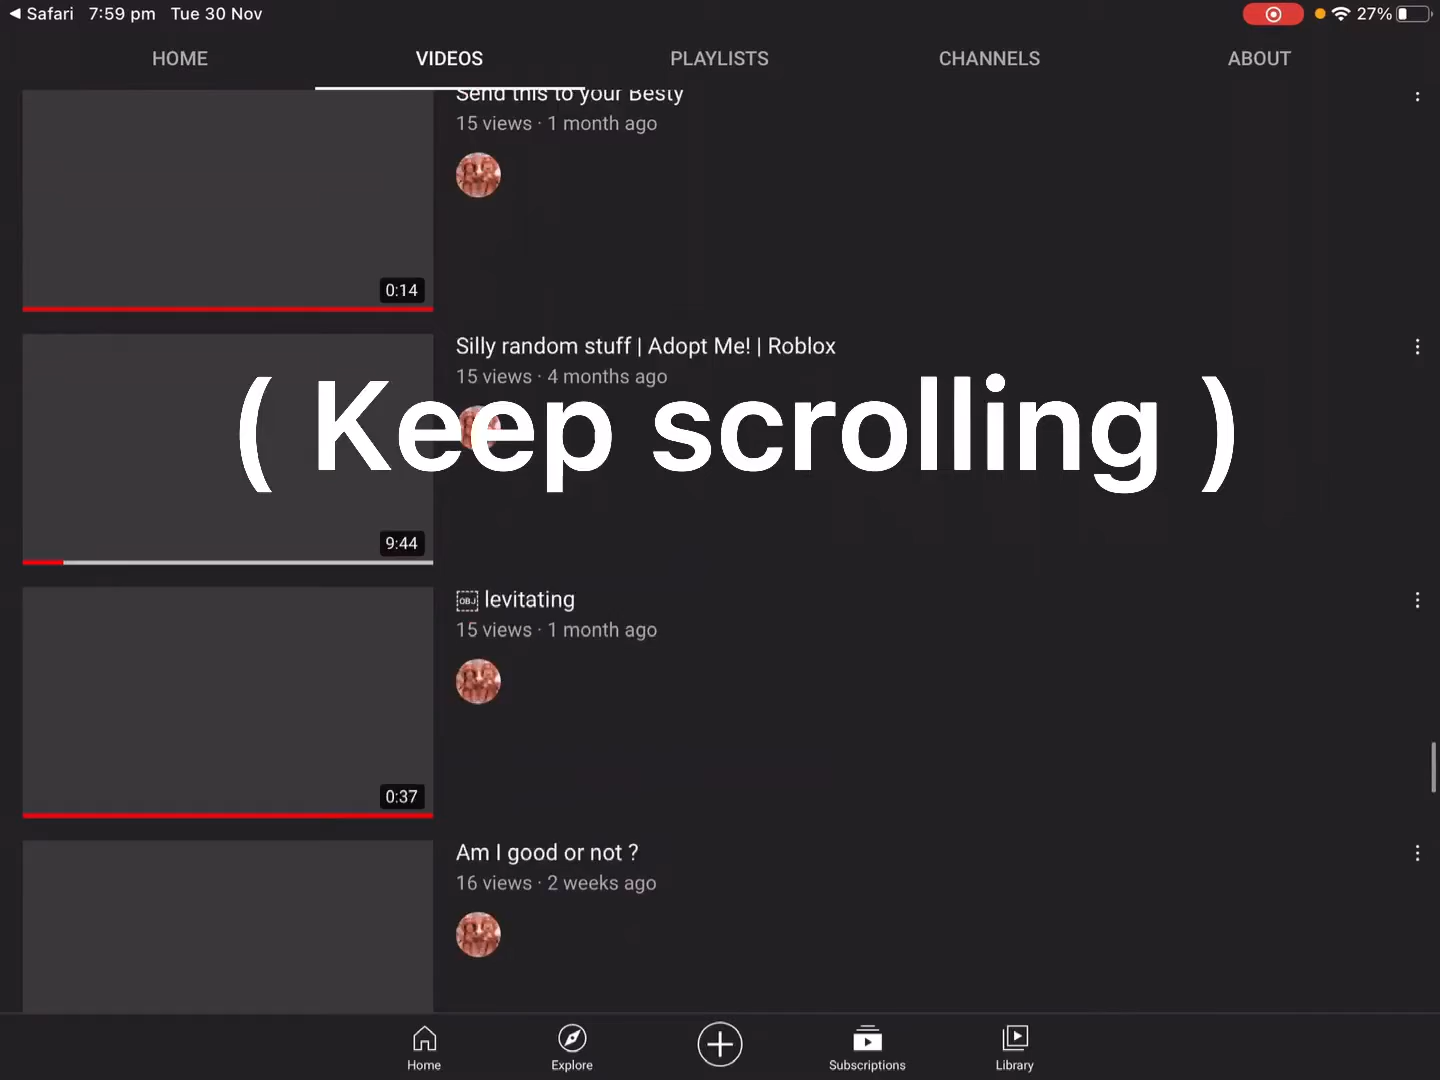 Safari 7:59 pm Tue 30 Nov 27%
HOME VIDEOS PLAYLISTS CHANNELS ABOUT
Send this to your Besty
15 views · 1 month ago
0:14
Silly random stuff | Adopt Me! | Roblox
15 views · 4 months ago
( Keep scrolling )
9:44
OBJ levitating
15 views · 1 month ago
0:37
Am I good or not ?
16 views · 2 weeks ago
Home Explore Subscriptions Library